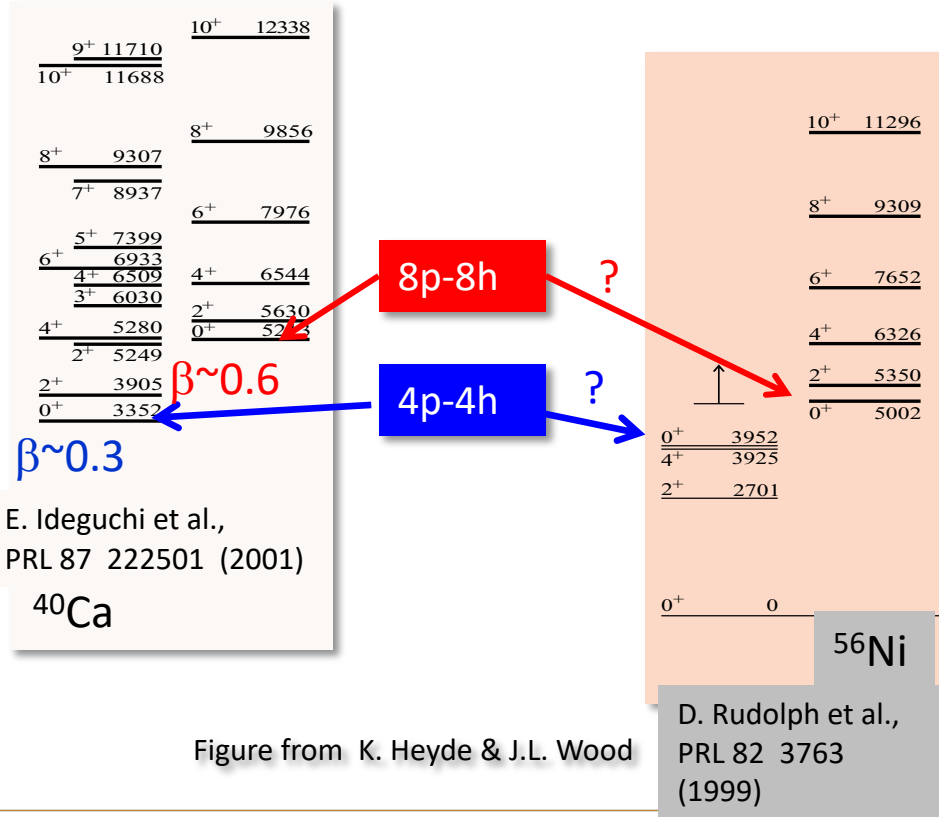 9⁺ 11710
10⁺ 11688
8⁺ 9307
7⁺ 8937
5⁺ 7399
6⁺ 6933
4⁺ 6509
3⁺ 6030
4⁺ 5280
2⁺ 5249
2⁺ 3905
0⁺ 3352
β~0.3
10⁺ 12338
8⁺ 9856
6⁺ 7976
4⁺ 6544
2⁺ 5630
0⁺
β~0.6
E. Ideguchi et al.,
PRL 87 222501 (2001)
⁴⁰Ca
8p-8h
?
4p-4h
?
0⁺ 3952
4⁺ 3925
2⁺ 2701
0⁺ 0
10⁺ 11296
8⁺ 9309
6⁺ 7652
4⁺ 6326
2⁺ 5350
0⁺ 5002
⁵⁶Ni
D. Rudolph et al.,
PRL 82 3763
(1999)
Figure from K. Heyde & J.L. Wood